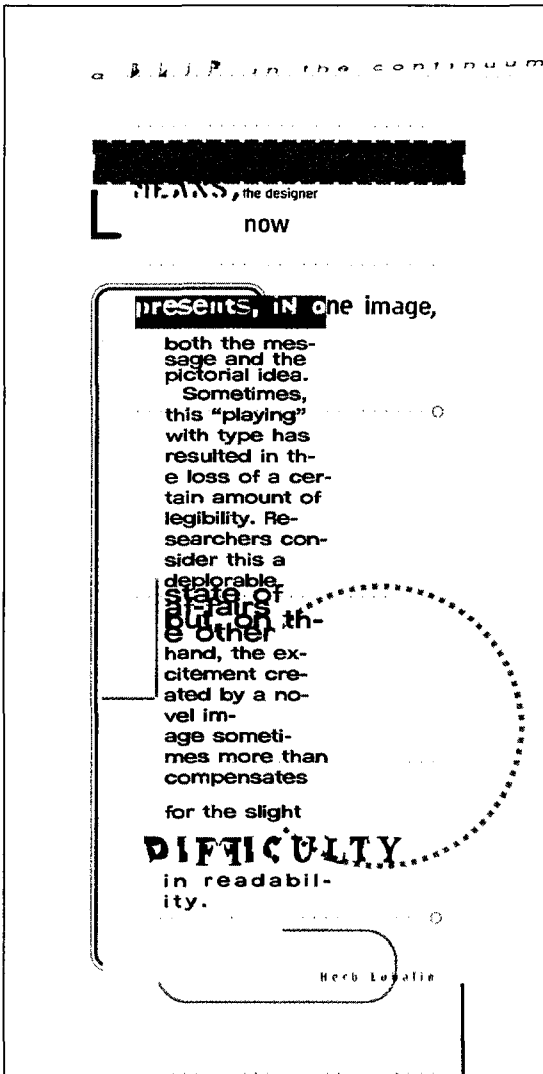 a BLIP in the continuum
MEANS, the designer
now
presents, IN one image,
both the mes-
sage and the
pictorial idea.
Sometimes,
this “playing”
with type has
resulted in th-
e loss of a cer-
tain amount of
legibility. Re-
searchers con-
sider this a
deplorable
state of
af-fairs
but, on th-
e other
hand, the ex-
citement cre-
ated by a no-
vel im-
age someti-
mes more than
compensates
for the slight
DIFFICULTY
in readabil-
ity.
Herb Lubalin